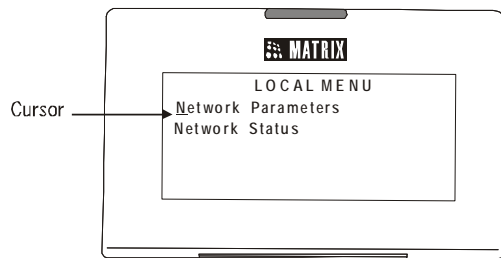 MATRIX
LOCAL MENU
Cursor
Network Parameters
Network Status